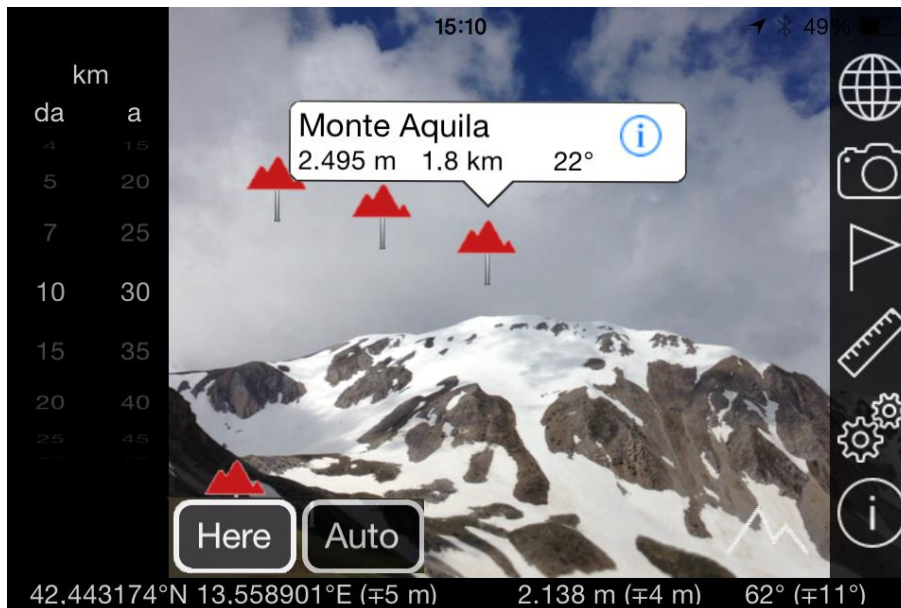 15:10
49%
km
da a
4 15
5 20
7 25
10 30
15 35
20 40
25 45
Monte Aquila
2.495 m 1.8 km 22°
i
i
Here Auto
42,443174°N 13,558901°E (∓5 m) 2.138 m (∓4 m) 62° (∓11°)